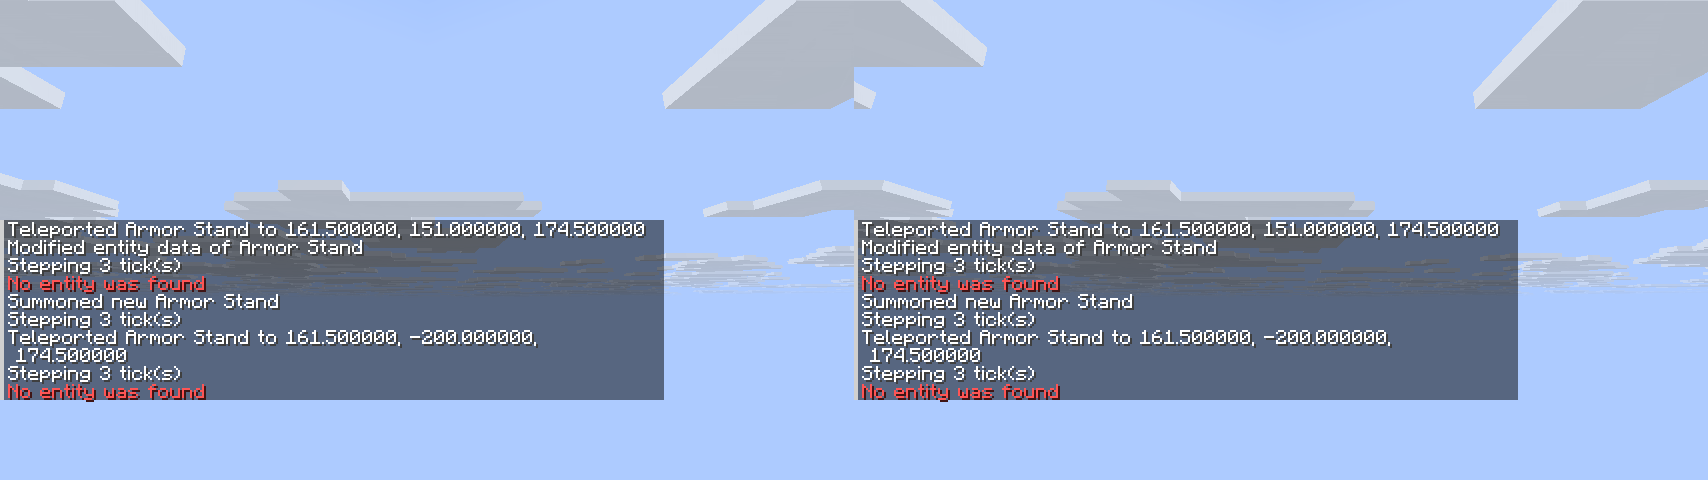 Teleported Armor Stand to 161.500000, 151.000000, 174.500000
Modified entity data of Armor Stand
Stepping 3 tick(s)
No entity was found
Summoned new Armor Stand
Stepping 3 tick(s)
Teleported Armor Stand to 161.500000, -200.000000,
174.500000
Stepping 3 tick(s)
No entity was found
Teleported Armor Stand to 161.500000, 151.000000, 174.500000
Modified entity data of Armor Stand
Stepping 3 tick(s)
No entity was found
Summoned new Armor Stand
Stepping 3 tick(s)
Teleported Armor Stand to 161.500000, -200.000000,
174.500000
Stepping 3 tick(s)
No entity was found